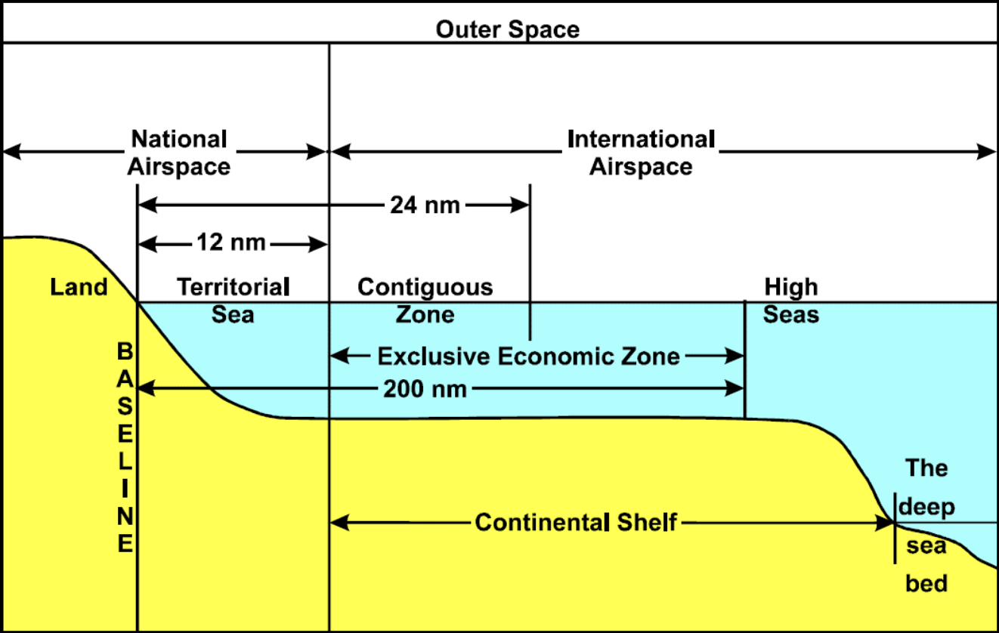 Outer Space
National
Airspace
International
Airspace
24 nm
12 nm
Land
Territorial
Sea
Contiguous
Zone
High
Seas
Exclusive Economic Zone
200 nm
BASELINE
Continental Shelf
The
deep
sea
bed